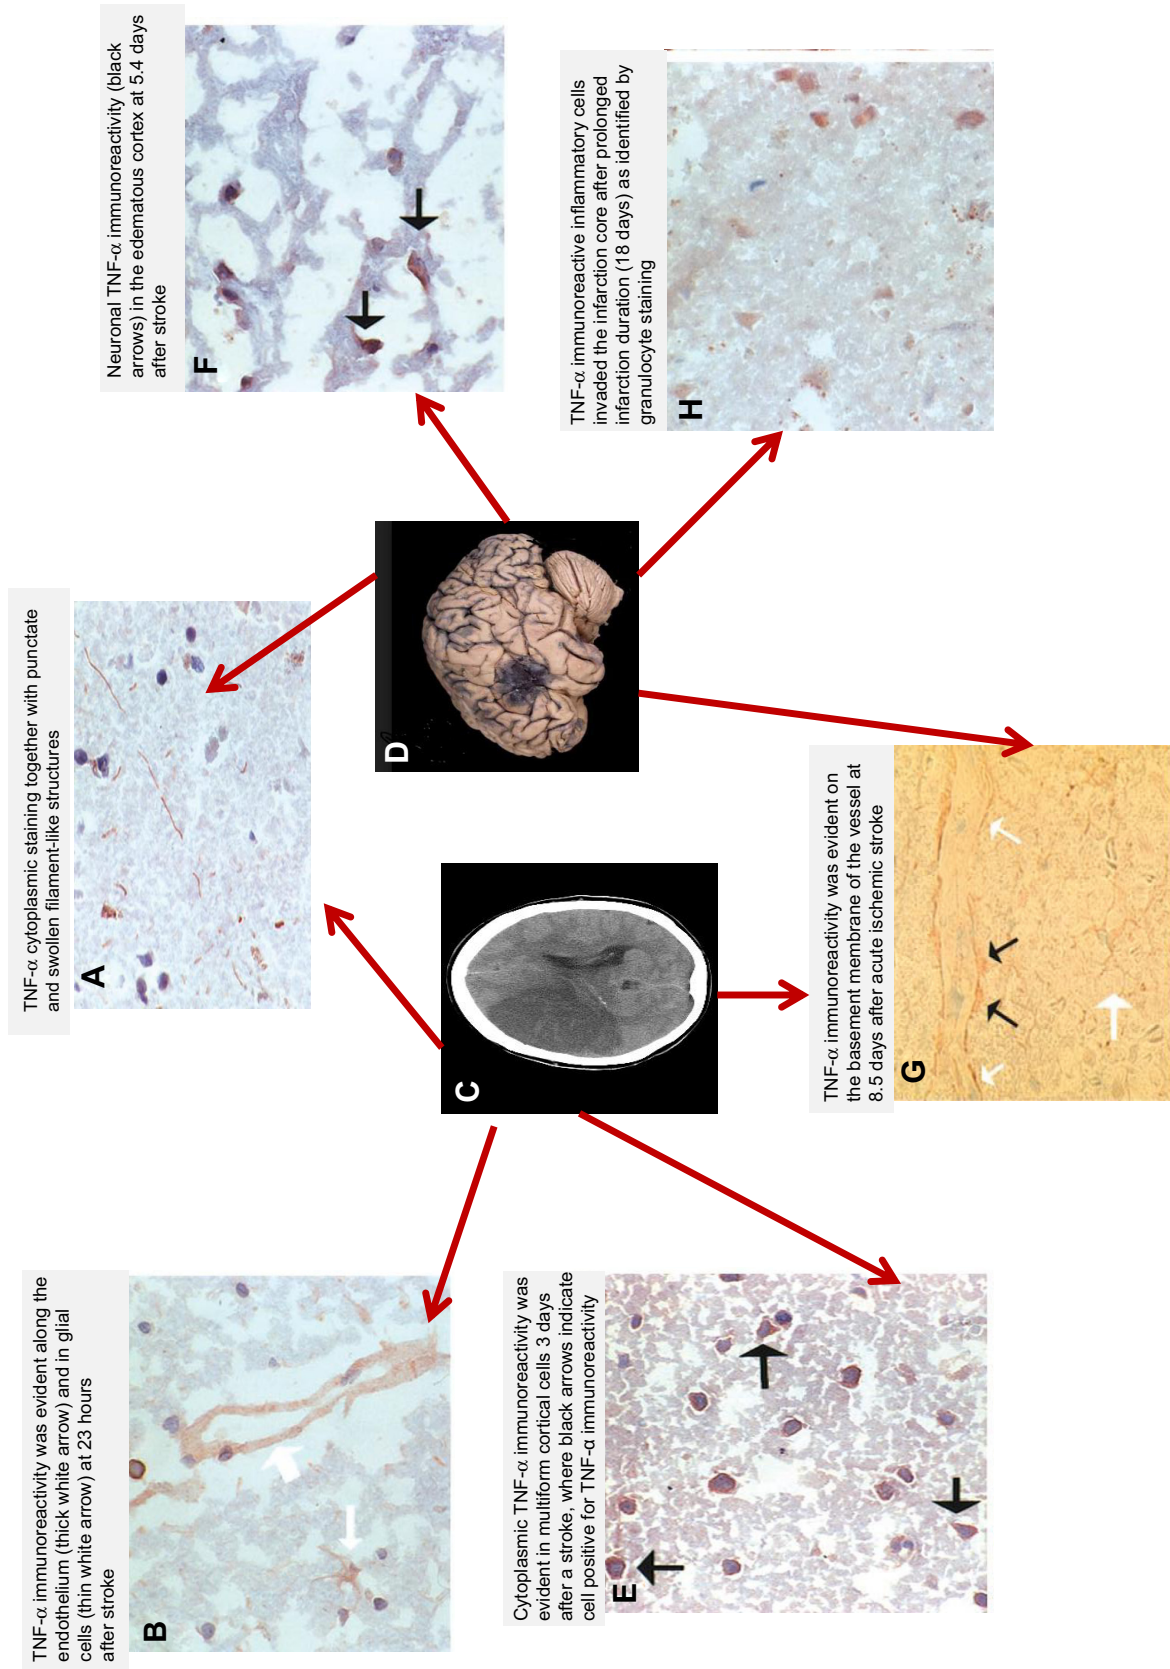 TNF-α immunoreactivity was evident along the
endothelium (thick white arrow) and in glial
cells (thin white arrow) at 23 hours
after stroke
B
TNF-α cytoplasmic staining together with punctate
and swollen filament-like structures
A
Neuronal TNF-α immunoreactivity (black
arrows) in the edematous cortex at 5.4 days
after stroke
F
C
D
Cytoplasmic TNF-α immunoreactivity was
evident in multiform cortical cells 3 days
after a stroke, where black arrows indicate
cell positive for TNF-α immunoreactivity
E
TNF-α immunoreactivity was evident on
the basement membrane of the vessel at
8.5 days after acute ischemic stroke
G
TNF-α immunoreactive inflammatory cells
invaded the infarction core after prolonged
infarction duration (18 days) as identified by
granulocyte staining
H